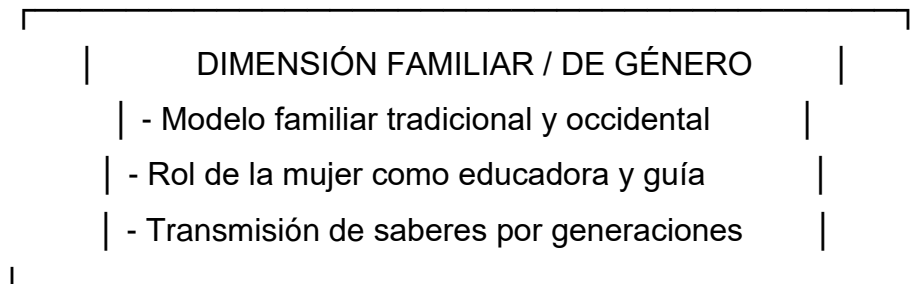 DIMENSIÓN FAMILIAR / DE GÉNERO
- Modelo familiar tradicional y occidental
- Rol de la mujer como educadora y guía
- Transmisión de saberes por generaciones